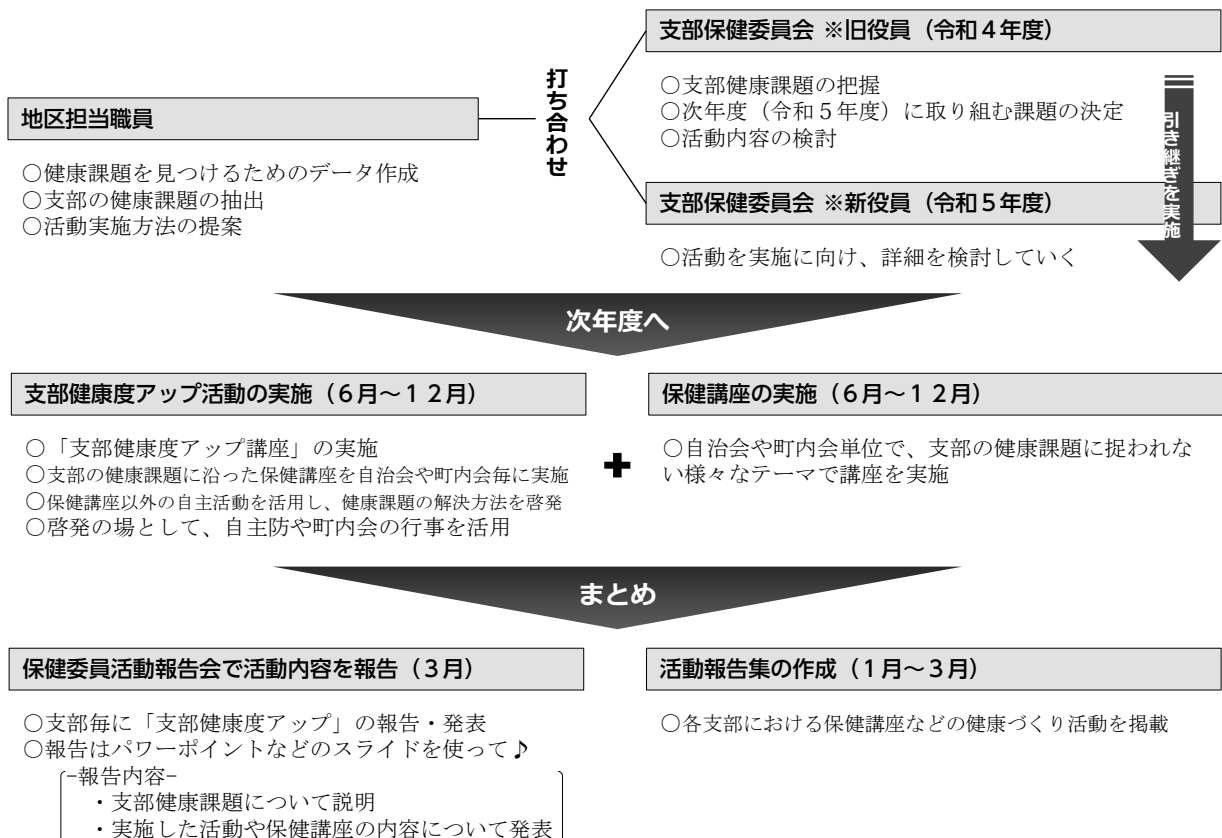 支部保健委員会 ※旧役員（令和４年度）
○支部健康課題の把握
○次年度（令和５年度）に取り組む課題の決定
○活動内容の検討
打ち合わせ
地区担当職員
○健康課題を見つけるためのデータ作成
○支部の健康課題の抽出
○活動実施方法の提案
引き継ぎを実施
支部保健委員会 ※新役員（令和５年度）
○活動を実施に向け、詳細を検討していく
次年度へ
支部健康度アップ活動の実施（６月～１２月）
○「支部健康度アップ講座」の実施
○支部の健康課題に沿った保健講座を自治会や町内会毎に実施
○保健講座以外の自主活動を活用し、健康課題の解決方法を啓発
○啓発の場として、自主防や町内会の行事を活用
＋
保健講座の実施（６月～１２月）
○自治会や町内会単位で、支部の健康課題に捉われな
い様々なテーマで講座を実施
まとめ
保健委員活動報告会で活動内容を報告（３月）
○支部毎に「支部健康度アップ」の報告・発表
○報告はパワーポイントなどのスライドを使って♪
−報告内容−
・支部健康課題について説明
・実施した活動や保健講座の内容について発表
活動報告集の作成（１月～３月）
○各支部における保健講座などの健康づくり活動を掲載